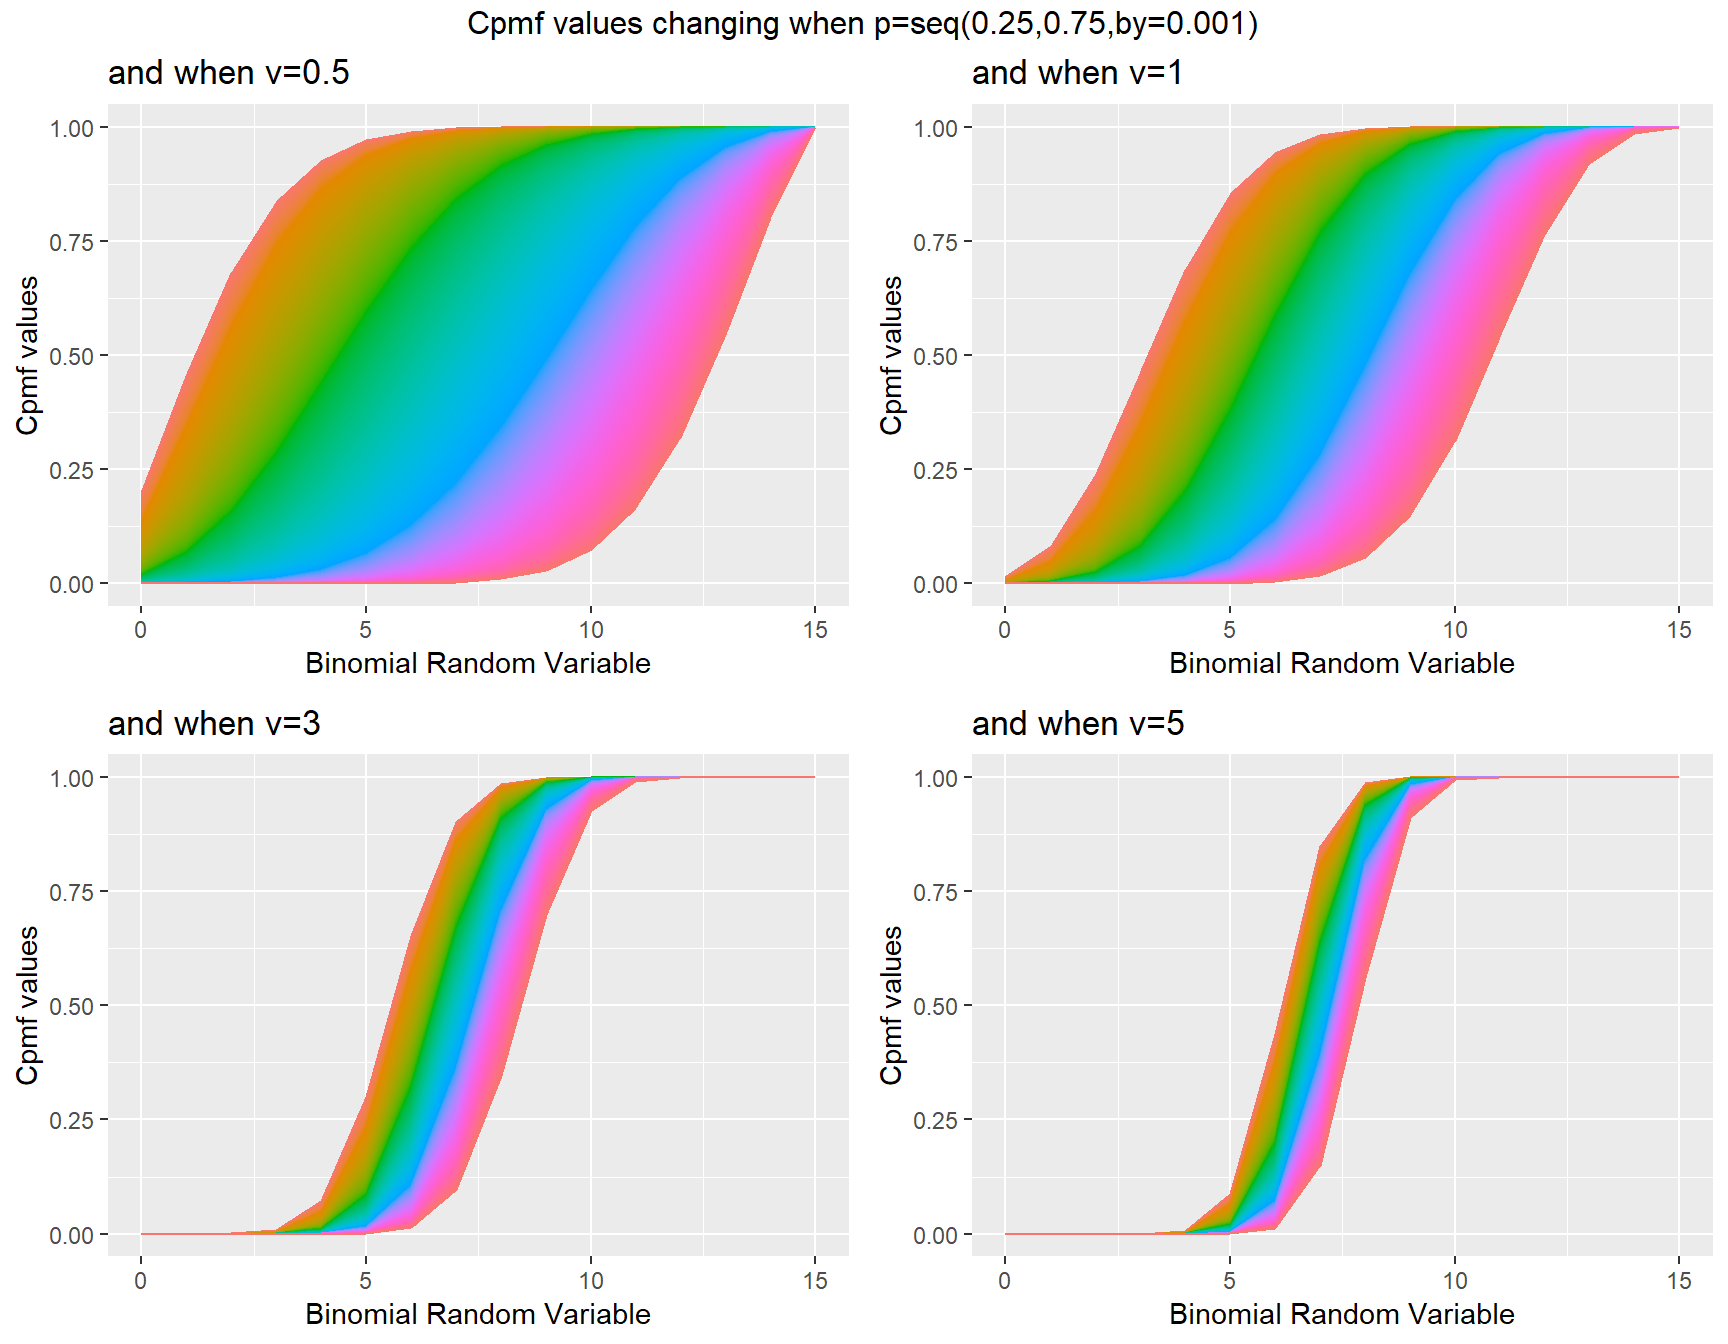 Cpmf values changing when p=seq(0.25,0.75,by=0.001)
and when v=0.5
Cpmf values
1.00
0.75
0.50
0.25
0.00
0 5 10 15
Binomial Random Variable
and when v=1
Cpmf values
1.00
0.75
0.50
0.25
0.00
0 5 10 15
Binomial Random Variable
and when v=3
Cpmf values
1.00
0.75
0.50
0.25
0.00
0 5 10 15
Binomial Random Variable
and when v=5
Cpmf values
1.00
0.75
0.50
0.25
0.00
0 5 10 15
Binomial Random Variable